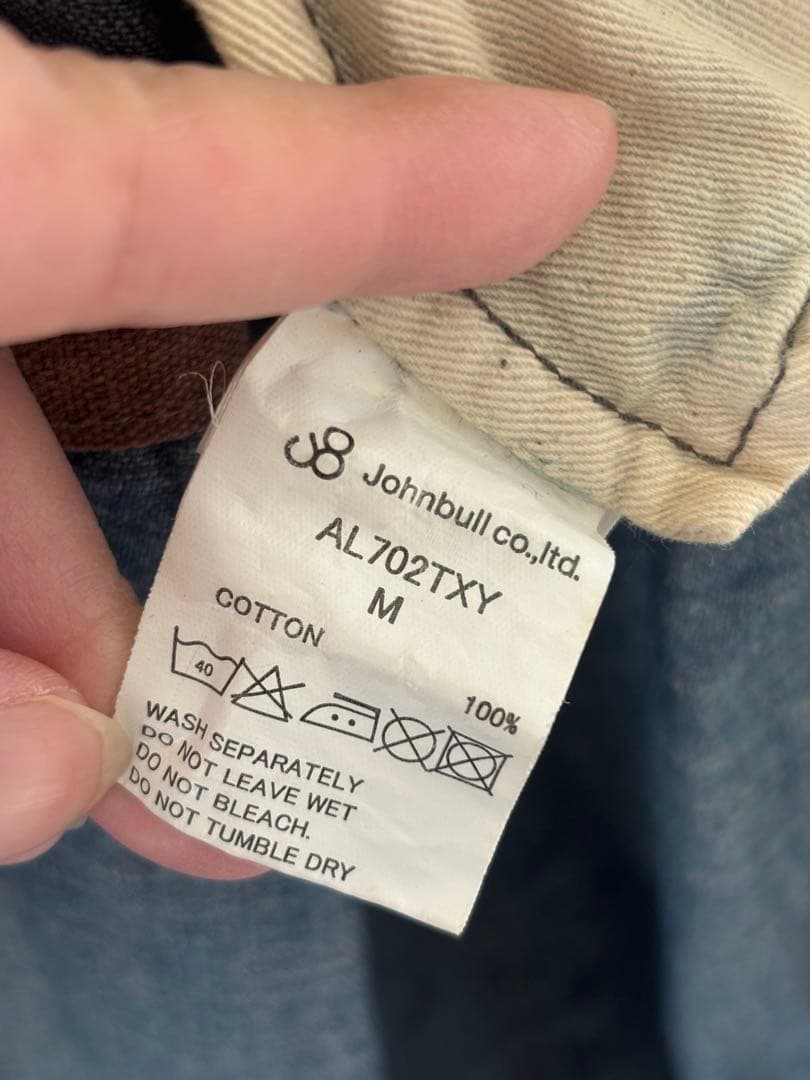 Johnbull co.,ltd.
AL702TXY
M
COTTON
100%
40
WASH SEPARATELY
DO NOT LEAVE WET
DO NOT BLEACH.
DO NOT TUMBLE DRY